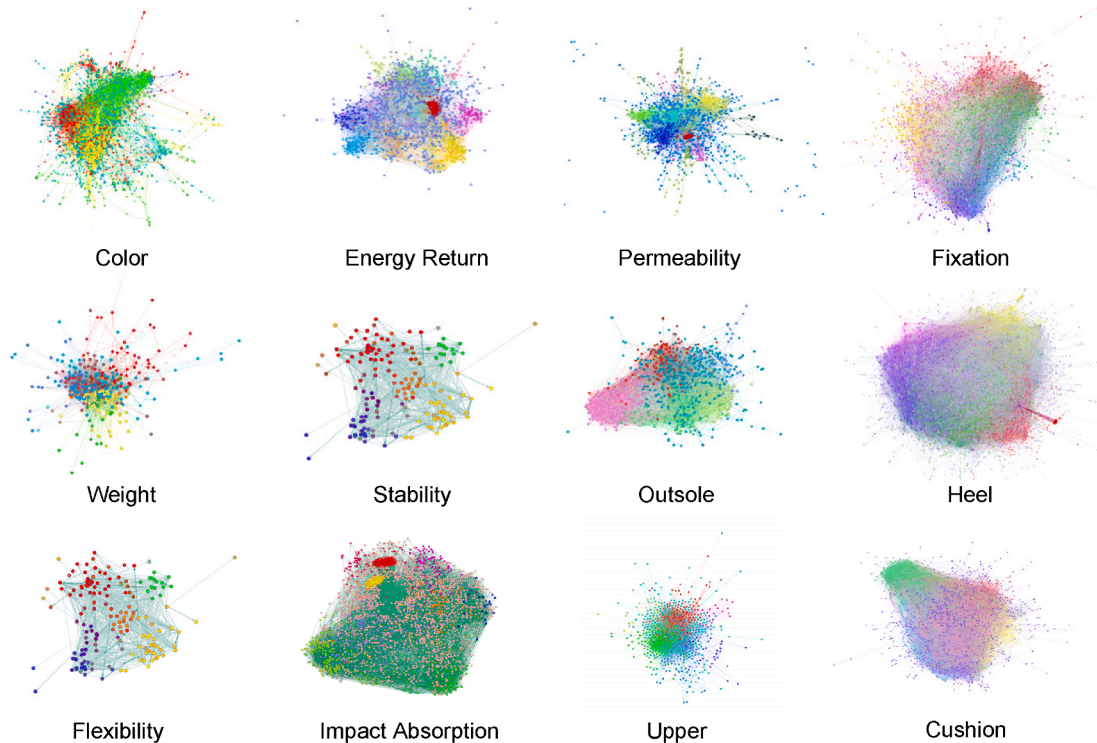 Color
Energy Return
Permeability
Fixation
Weight
Stability
Outsole
Heel
Flexibility
Impact Absorption
Upper
Cushion